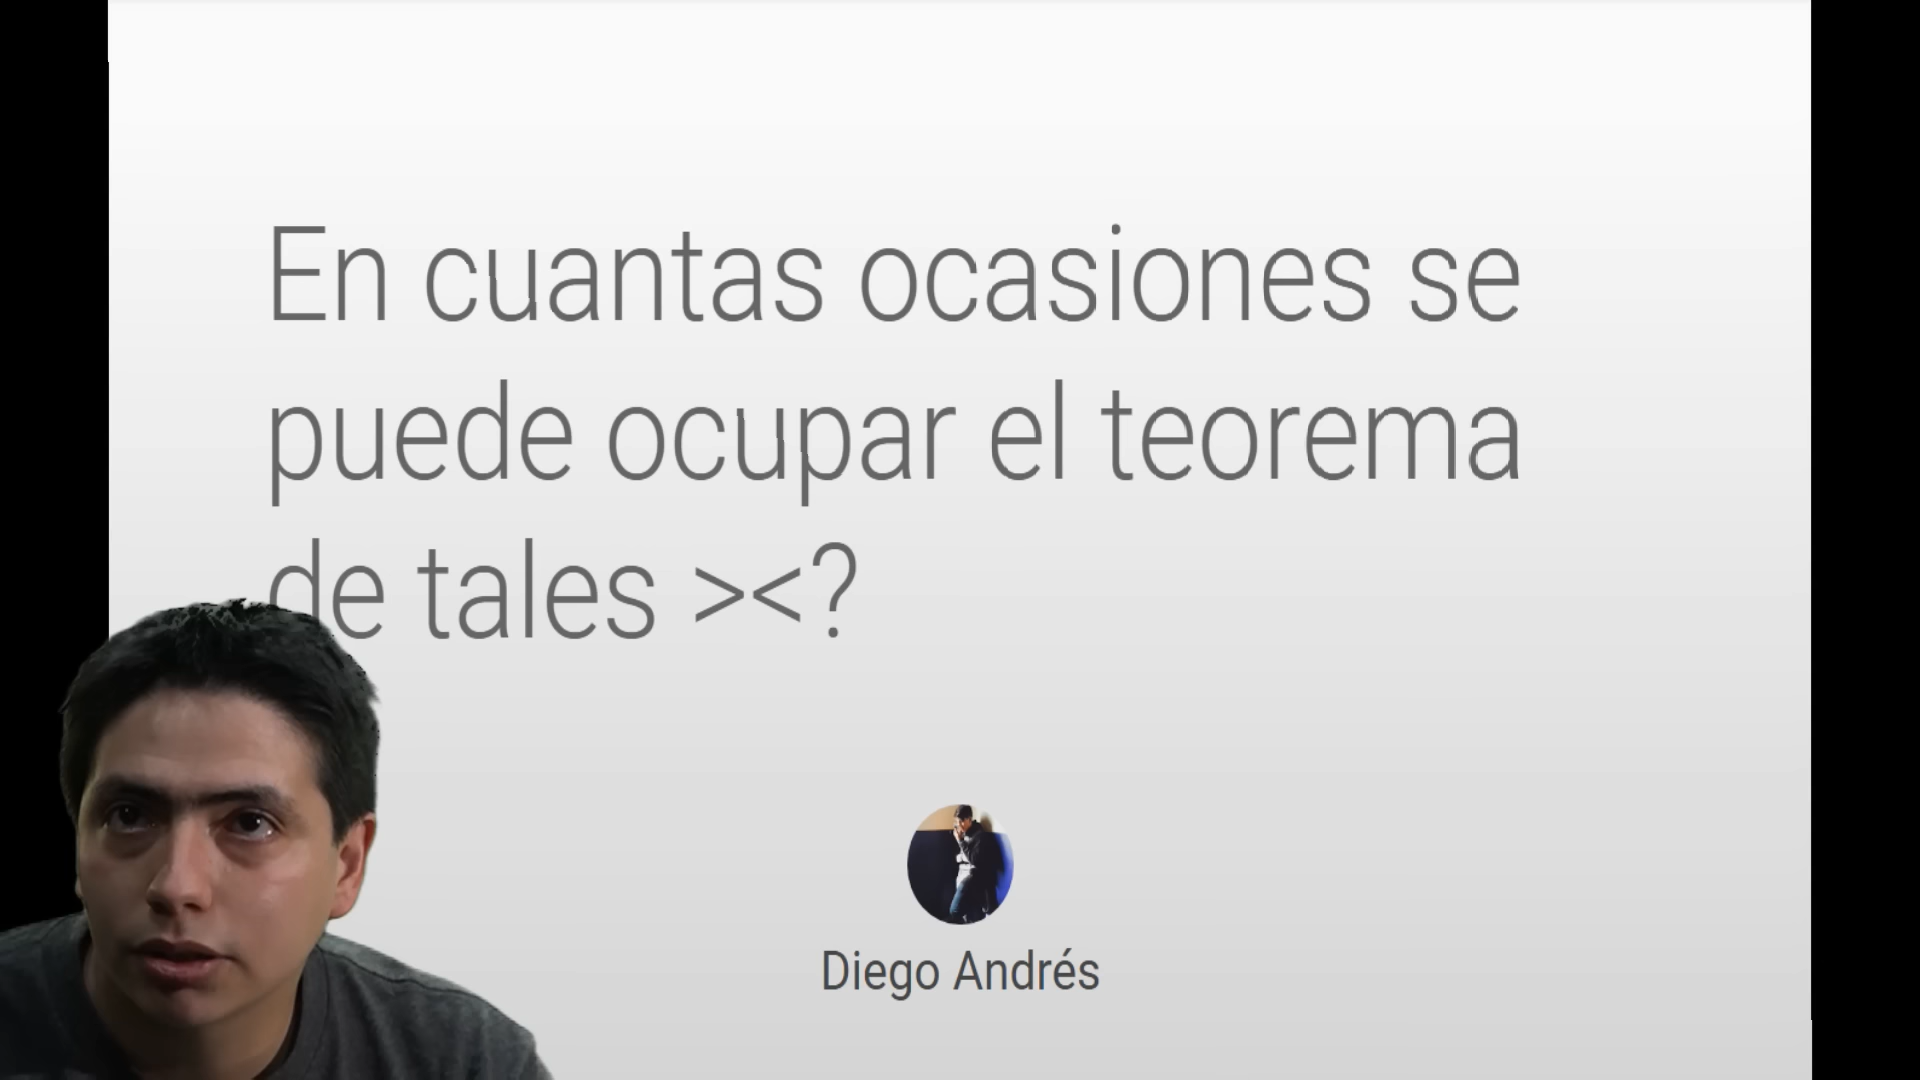 En cuantas ocasiones se
puede ocupar el teorema
de tales ><?
Diego Andrés